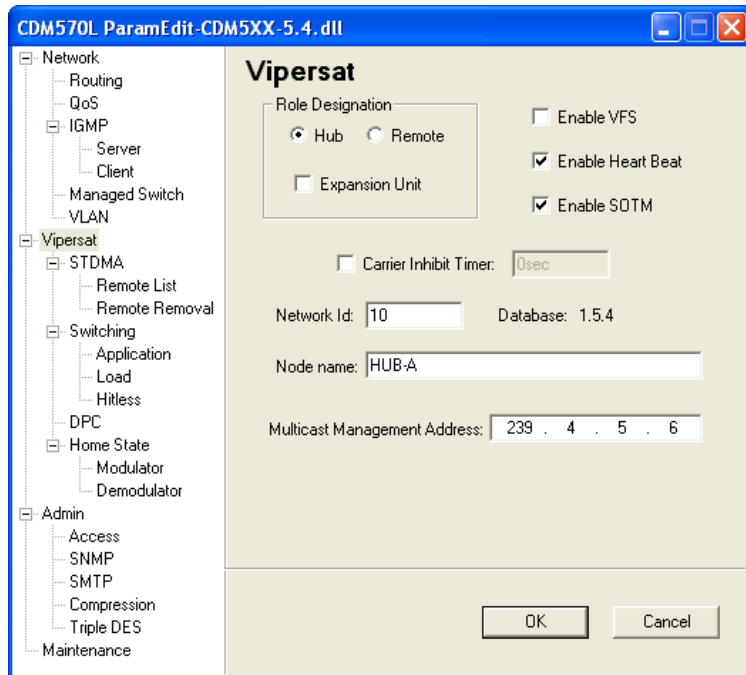 CDM570L ParamEdit-CDM5XX-5.4.dll
Network
Routing
QoS
IGMP
Server
Client
Managed Switch
VLAN
Vipersat
STDMA
Remote List
Remote Removal
Switching
Application
Load
Hitless
DPC
Home State
Modulator
Demodulator
Admin
Access
SNMP
SMTP
Compression
Triple DES
Maintenance
Vipersat
Role Designation
Hub Remote
Expansion Unit
Enable VFS
Enable Heart Beat
Enable SOTM
Carrier Inhibit Timer: 0sec
Network Id: 10 Database: 1.5.4
Node name: HUB-A
Multicast Management Address: 239 . 4 . 5 . 6
OK Cancel